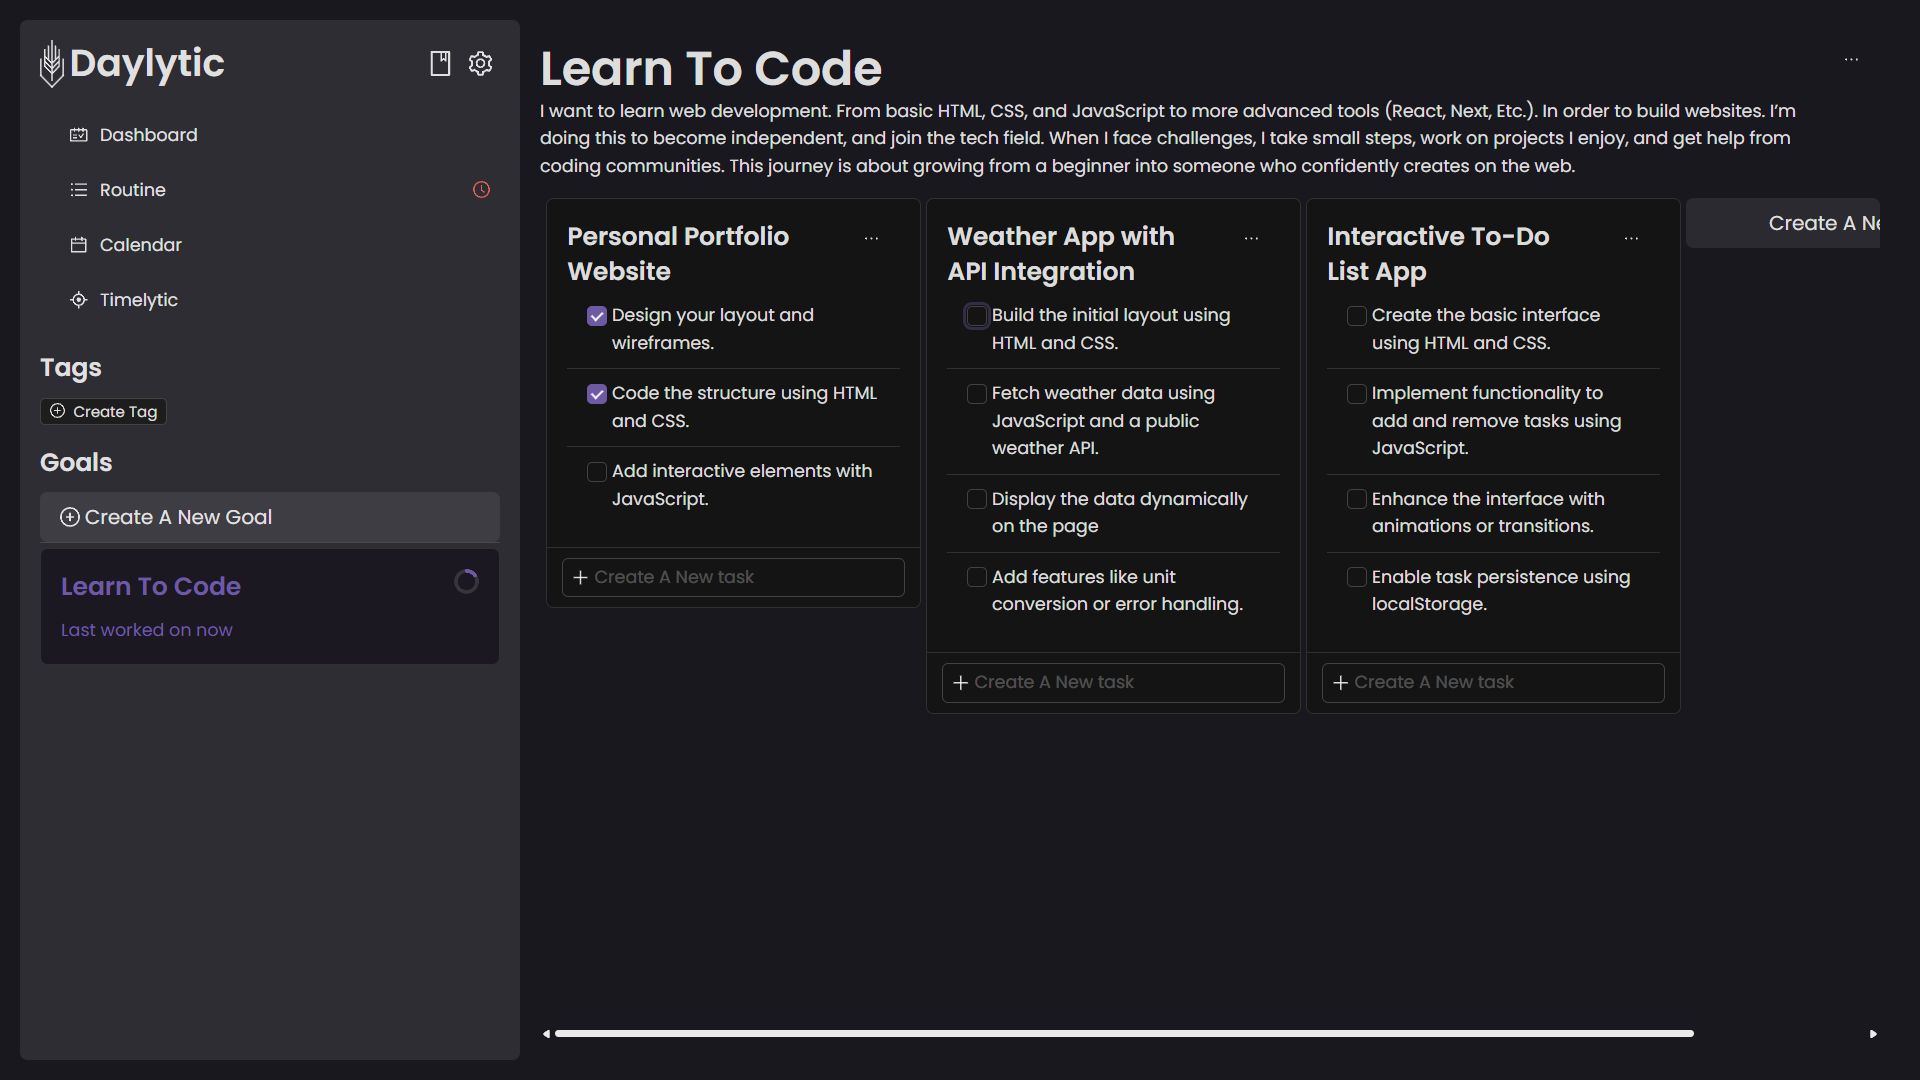 Daylytic
Dashboard
Routine
Calendar
Timelytic
Tags
Create Tag
Goals
Create A New Goal
Learn To Code
Last worked on now
Learn To Code
...
I want to learn web development. From basic HTML, CSS, and JavaScript to more advanced tools (React, Next, Etc.). In order to build websites. I’m
doing this to become independent, and join the tech field. When I face challenges, I take small steps, work on projects I enjoy, and get help from
coding communities. This journey is about growing from a beginner into someone who confidently creates on the web.
Personal Portfolio
Website
...
Design your layout and
wireframes.
Code the structure using HTML
and CSS.
Add interactive elements with
JavaScript.
+ Create A New task
Weather App with
API Integration
...
Build the initial layout using
HTML and CSS.
Fetch weather data using
JavaScript and a public
weather API.
Display the data dynamically
on the page
Add features like unit
conversion or error handling.
+ Create A New task
Interactive To-Do
List App
...
Create the basic interface
using HTML and CSS.
Implement functionality to
add and remove tasks using
JavaScript.
Enhance the interface with
animations or transitions.
Enable task persistence using
localStorage.
+ Create A New task
Create A Ne